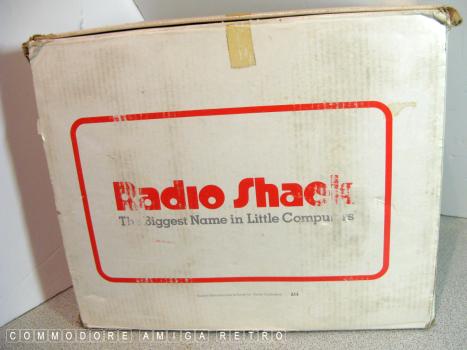 Radio Shack
The Biggest Name in Little Computers
COMMODORE AMIGA RETRO